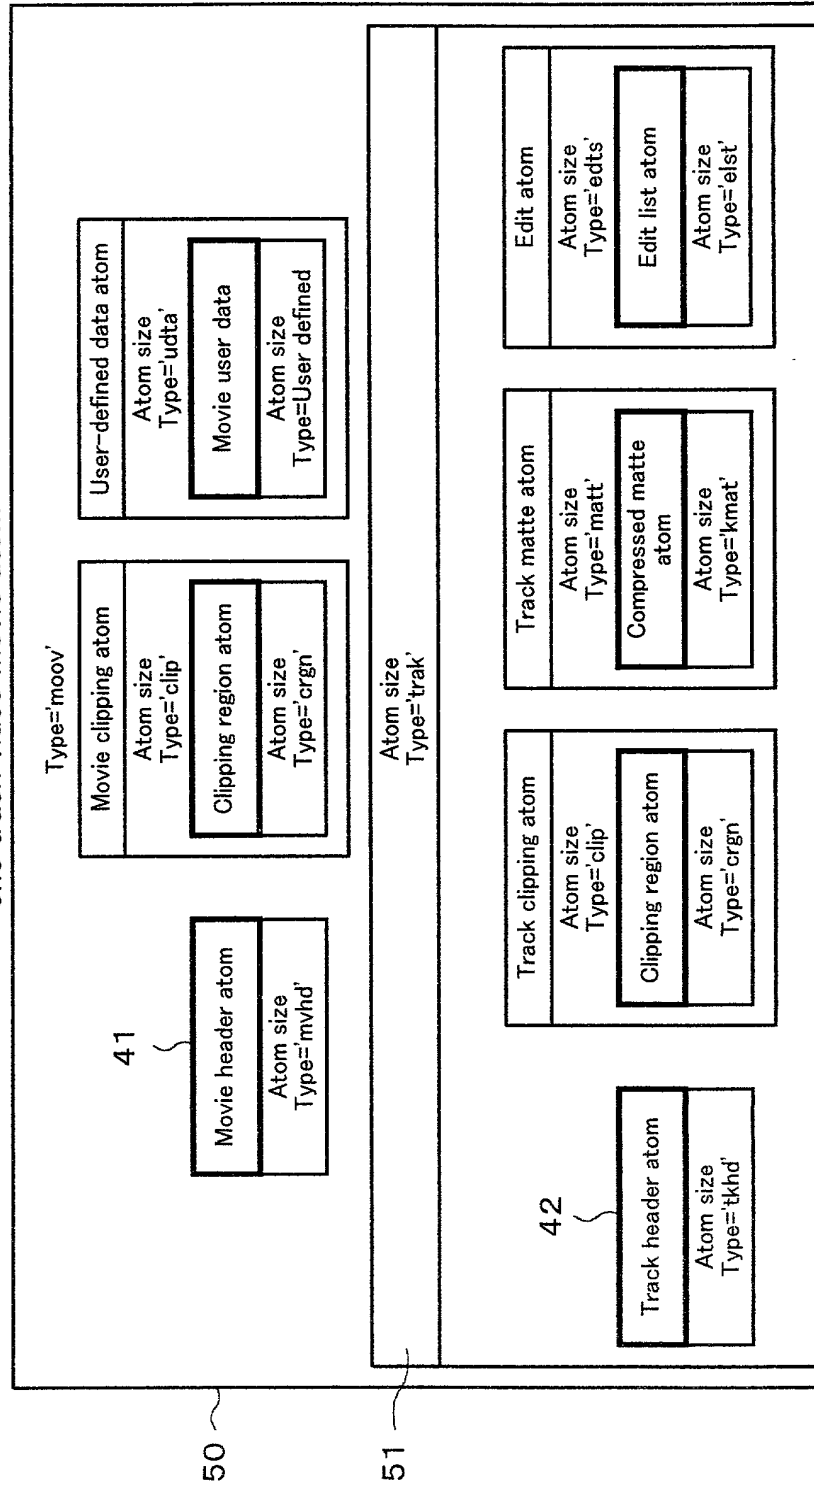 Type='moov'
50
41
Movie header atom
Atom size
Type='mvhd'
Movie clipping atom
Atom size
Type='clip'
Clipping region atom
Atom size
Type='crgn'
User-defined data atom
Atom size
Type='udta'
Movie user data
Atom size
Type=User defined
51
Atom size
Type='trak'
42
Track header atom
Atom size
Type='tkhd'
Track clipping atom
Atom size
Type='clip'
Clipping region atom
Atom size
Type='crgn'
Track matte atom
Atom size
Type='matt'
Compressed matte
atom
Atom size
Type='kmat'
Edit atom
Atom size
Type='edts'
Edit list atom
Atom size
Type='elst'